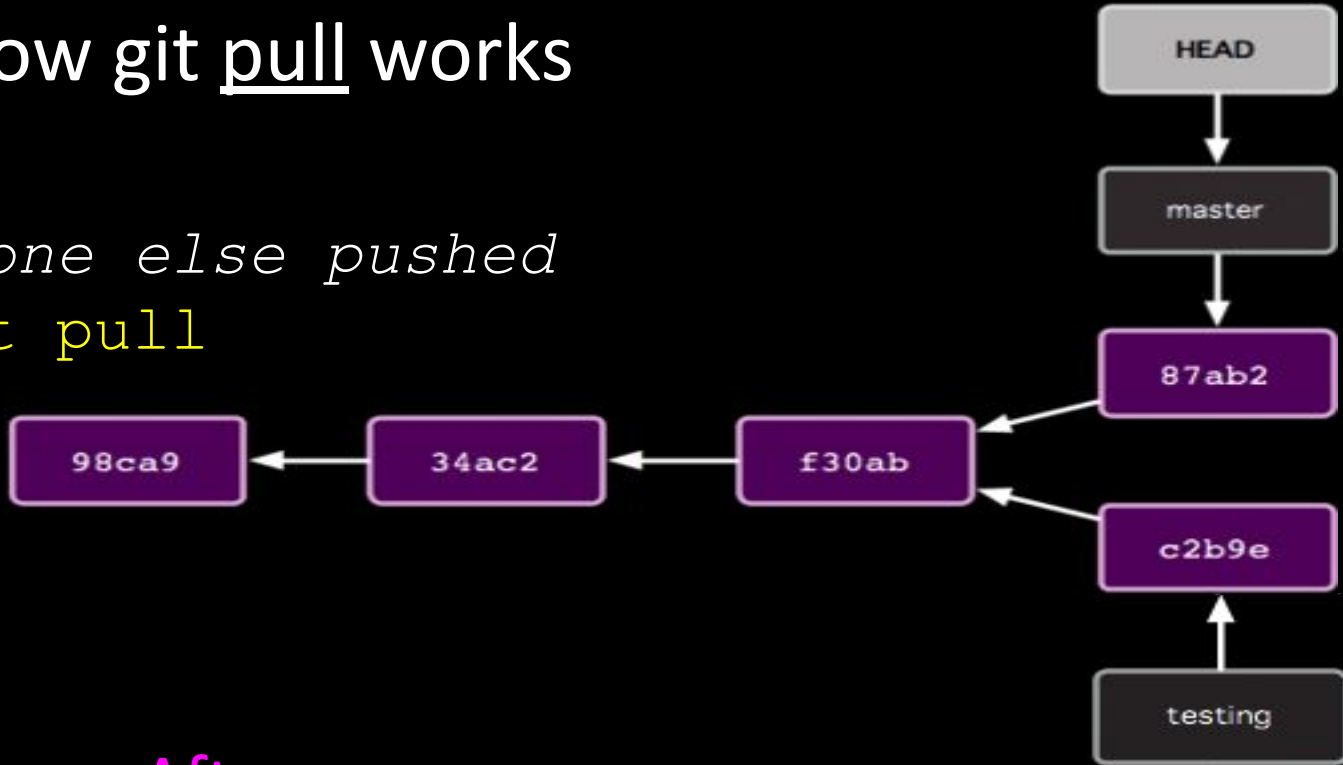 ow git pull works
HEAD
master
one else pushed
t pull
87ab2
98ca9
34ac2
f30ab
c2b9e
testing